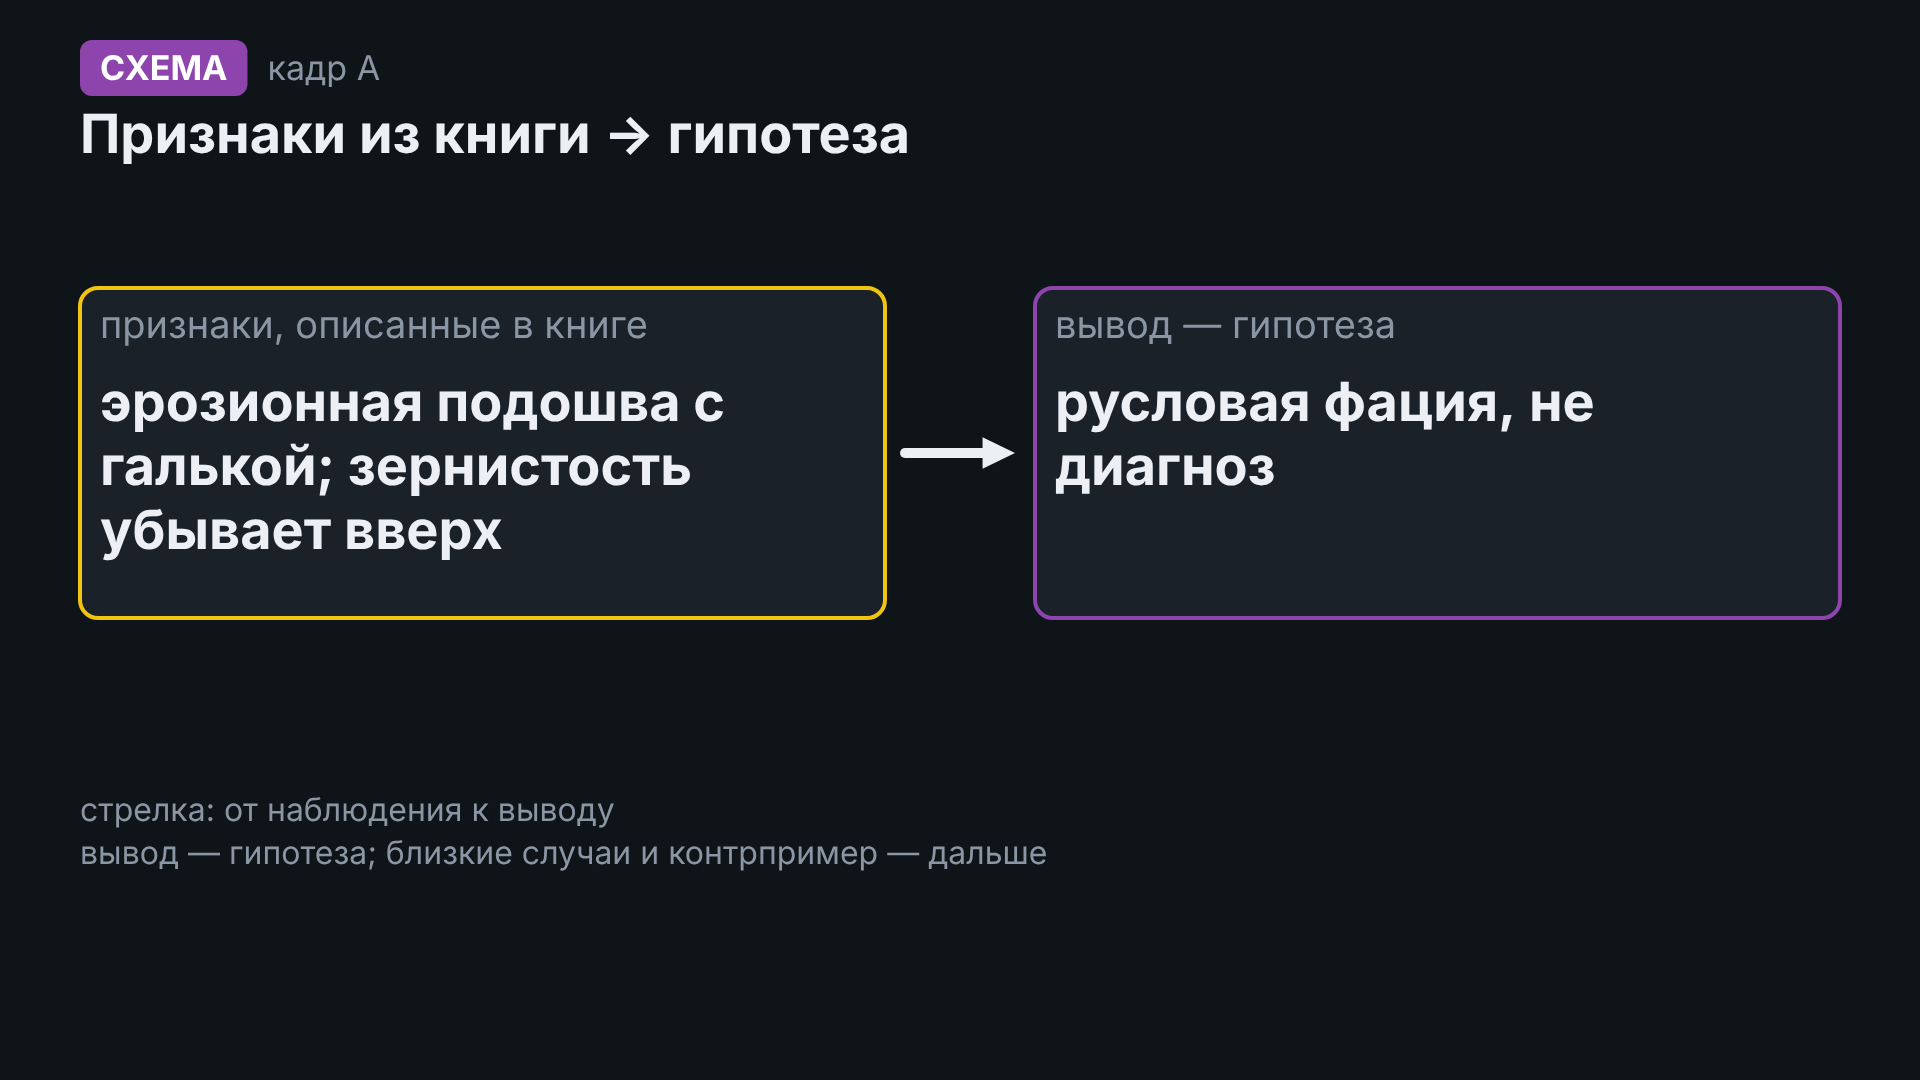 СХЕМА кадр А
Признаки из книги → гипотеза
признаки, описанные в книге
эрозионная подошва с
галькой; зернистость
убывает вверх
вывод — гипотеза
русловая фация, не
диагноз
стрелка: от наблюдения к выводу
вывод — гипотеза; близкие случаи и контрпример — дальше